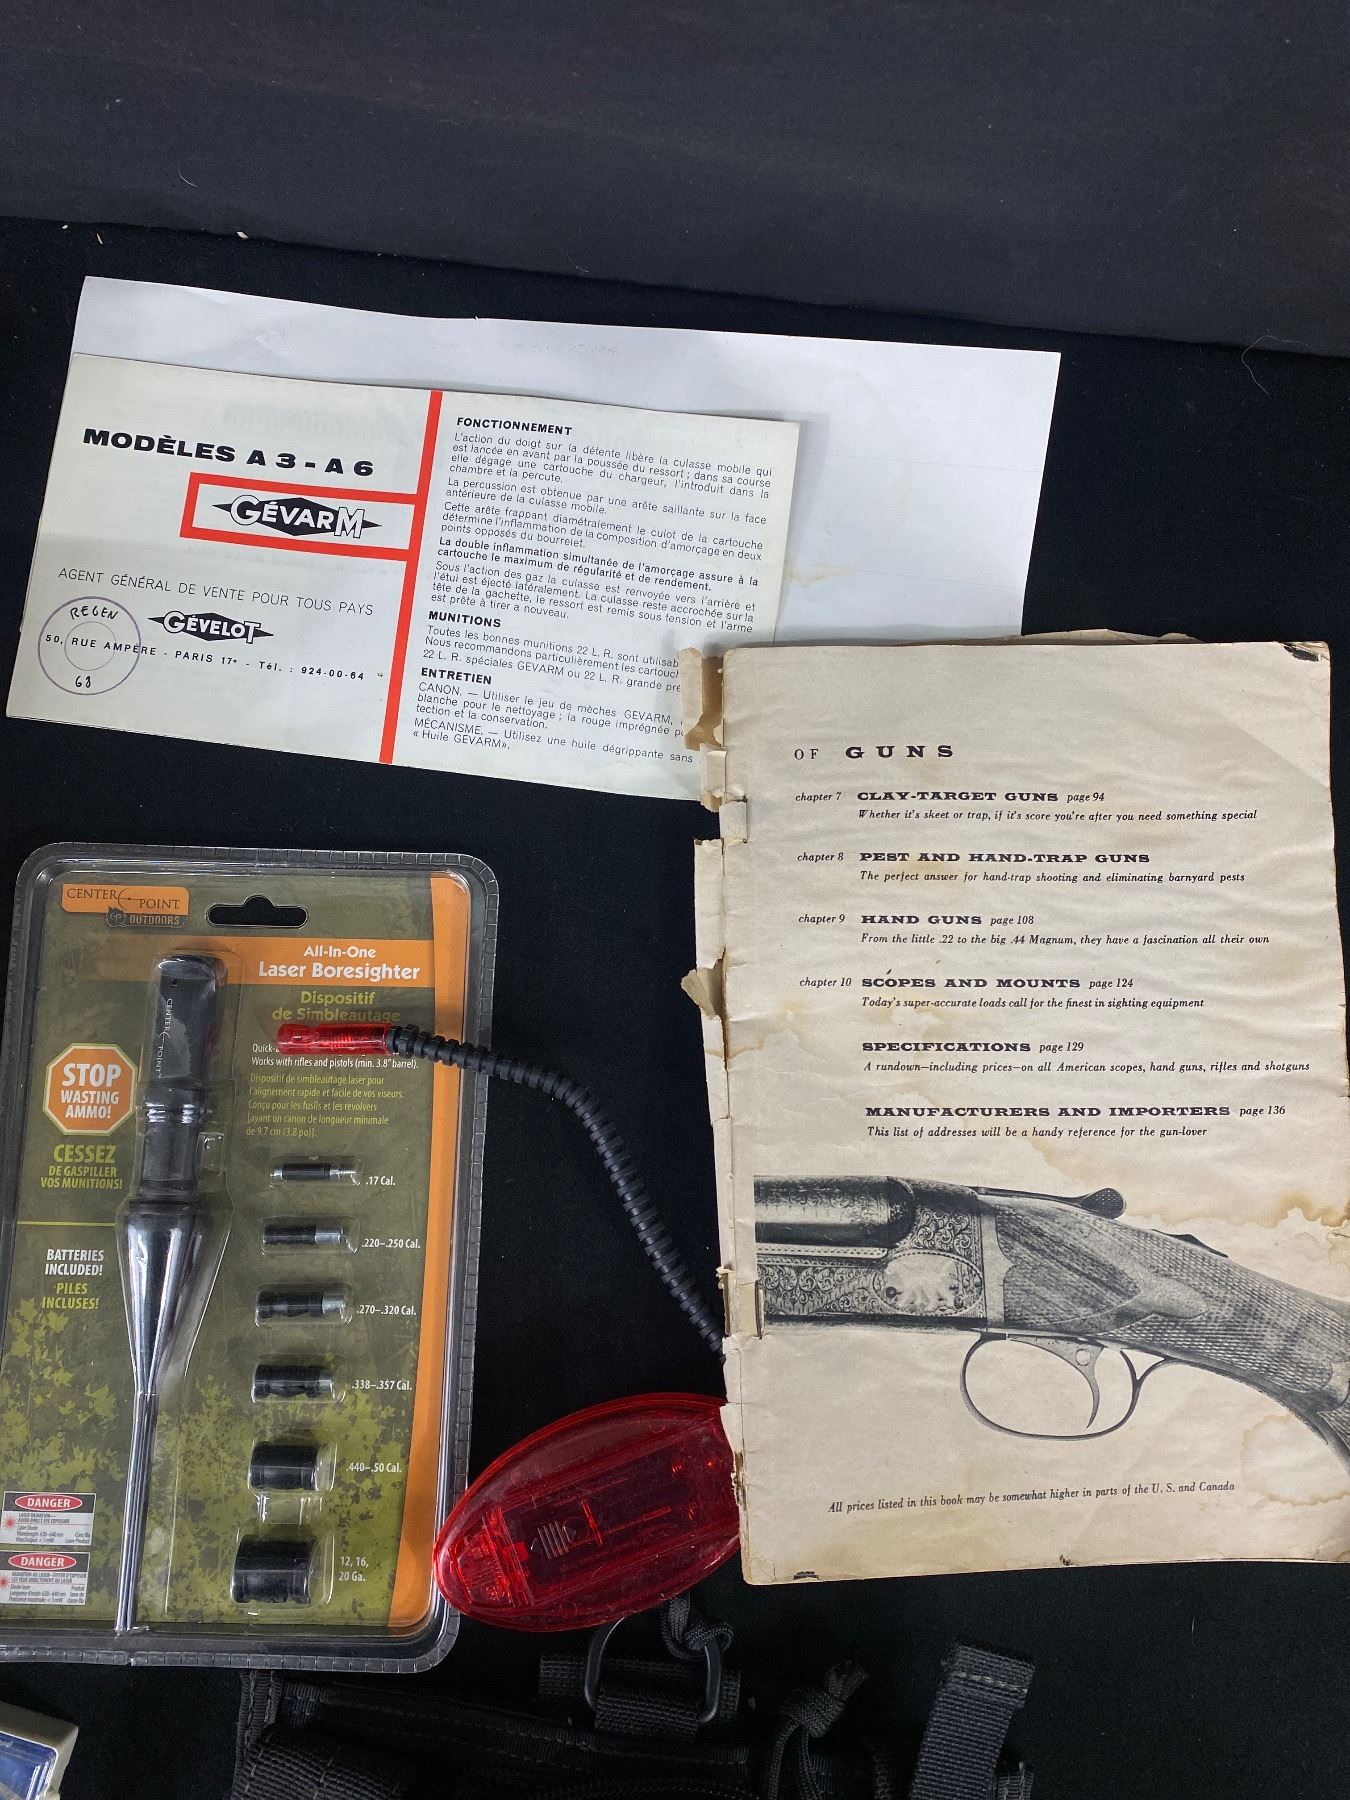 MODÈLES A 3 - A 6
GÉVARM
AGENT GÉNÉRAL DE VENTE POUR TOUS PAYS
GÉVELOT
REGEN
50, RUE AMPÈRE - PARIS 17e - Tél. : 924-00-64
68
FONCTIONNEMENT
L'action du doigt sur la détente libère la culasse mobile qui
est lancée en avant par la poussée du ressort ; dans sa course
elle dégage une cartouche du chargeur, l'introduit dans la
chambre et la percute.
La percussion est obtenue par une arête saillante sur la face
antérieure de la culasse mobile.
Cette arête frappant diamétralement le culot de la cartouche
détermine l'inflammation de la composition d'amorçage en deux
points opposés du bourrelet.
La double inflammation simultanée de l'amorçage assure à la
cartouche le maximum de régularité et de rendement.
Sous l'action des gaz la culasse est renvoyée vers l'arrière et
l'étui est éjecté latéralement. La culasse reste accrochée sur la
tête de la gachette, le ressort est remis sous tension et l'arme
est prête à tirer a nouveau.
MUNITIONS
Toutes les bonnes munitions 22 L. R. sont
Nous recommandons particulièrement les
22 L. R. spéciales GEVARM ou 22 L. R. grande
ENTRETIEN
CANON. — Utiliser le jeu de mèches GEVARM,
blanche pour le nettoyage ; la rouge imprégnée
tection et la conservation.
MÉCANISME. — Utilisez une huile dégrippante sans
« Huile GEVARM».
OF GUNS
chapter 7 CLAY-TARGET GUNS page 94
Whether it's skeet or trap, if it's score you're after you need something special
chapter 8 PEST AND HAND-TRAP GUNS
The perfect answer for hand-trap shooting and eliminating barnyard pests
chapter 9 HAND GUNS page 108
From the little .22 to the big .44 Magnum, they have a fascination all their own
chapter 10 SCOPES AND MOUNTS page 124
Today's super-accurate loads call for the finest in sighting equipment
SPECIFICATIONS page 129
A rundown—including prices—on all American scopes, hand guns, rifles and shotguns
MANUFACTURERS AND IMPORTERS page 136
This list of addresses will be a handy reference for the gun-lover
All prices listed in this book may be somewhat higher in parts of the U. S. and Canada
CENTER POINT
OUTDOORS
All-In-One
Laser Boresighter
Dispositif
de Simbleautage
CENTER POINT
Works with rifles and pistols (min. 3.8" barrel).
Dispositif de simbleautage laser pour
l'alignement rapide et facile de vos viseurs.
Conçu pour les fusils et les revolvers
[ayant un canon de longueur minimale
de 9.7 cm (3.8 po)].
STOP
WASTING
AMMO!
CESSEZ
DE GASPILLER
VOS MUNITIONS!
BATTERIES
INCLUDED!
PILES
INCLUSES!
.17 Cal.
.220–.250 Cal.
.270–.320 Cal.
.338–.357 Cal.
.440–.50 Cal.
12, 16,
20 Ga.
DANGER
LASER RADIATION—
AVOID DIRECT EYE EXPOSURE
DANGER